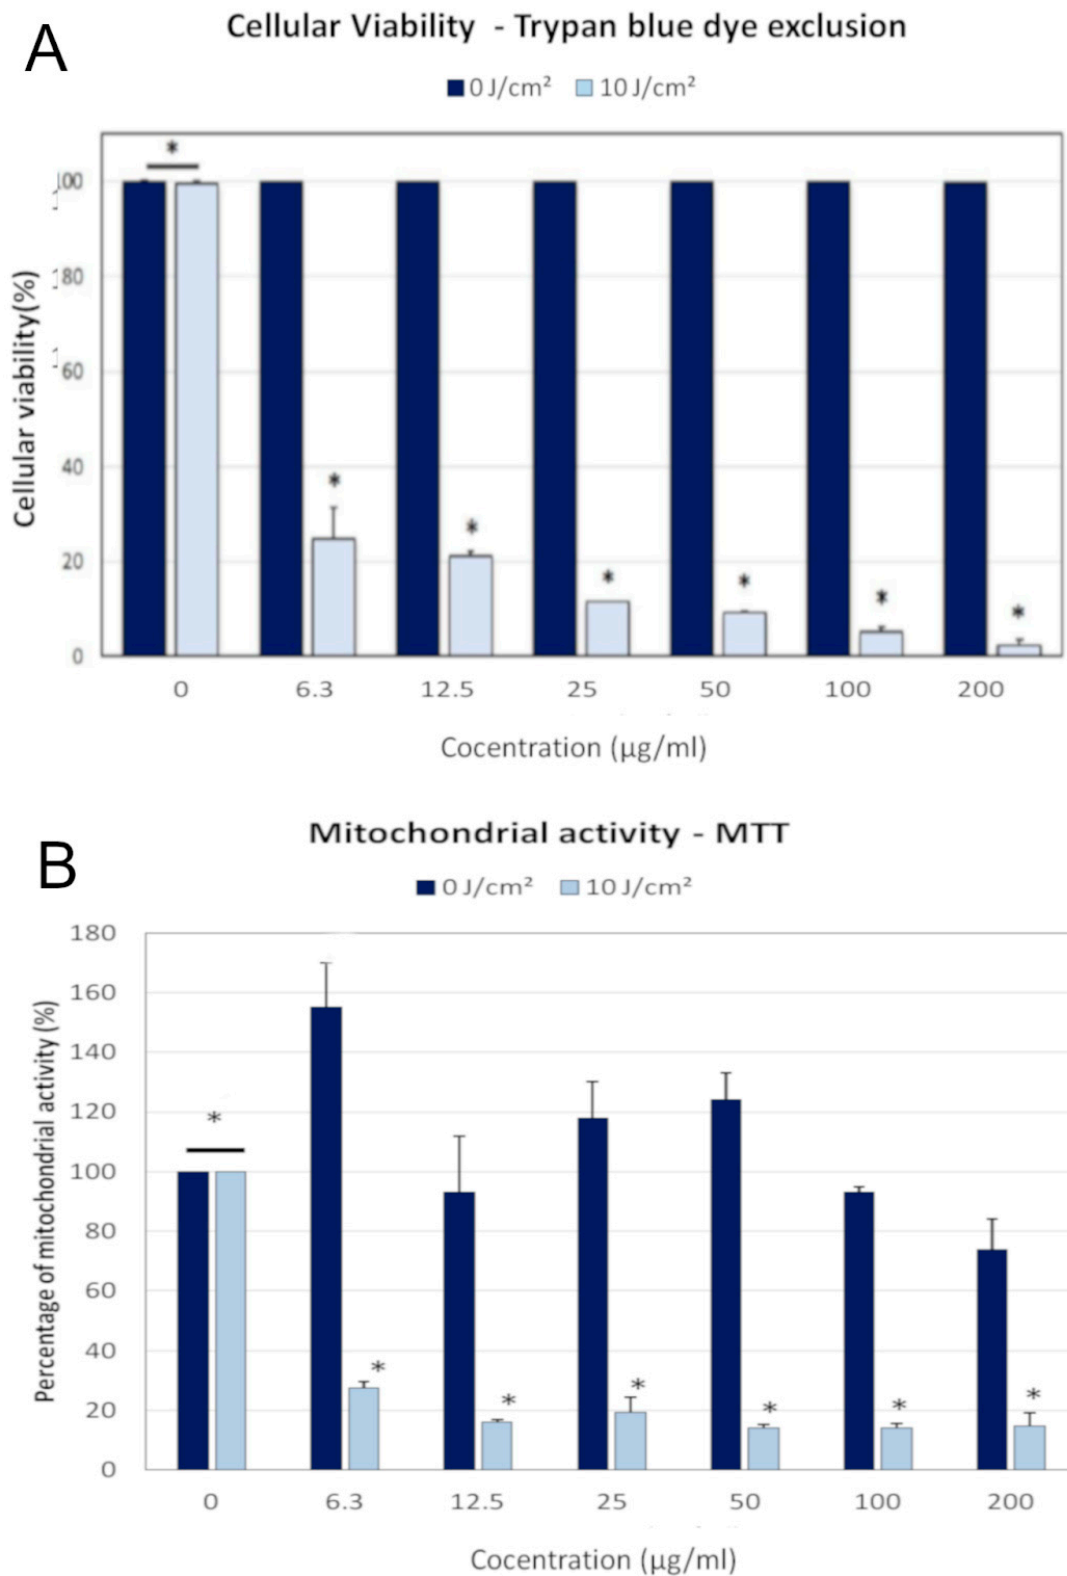 A
Cellular Viability - Trypan blue dye exclusion
0 J/cm² 10 J/cm²
Cellular viability(%)
100
80
60
40
20
0
*
*
*
*
*
*
*
0 6.3 12.5 25 50 100 200
Cocentration (µg/ml)
B
Mitochondrial activity - MTT
0 J/cm² 10 J/cm²
Percentage of mitochondrial activity (%)
180
160
140
120
100
80
60
40
20
0
*
*
*
*
*
*
*
0 6.3 12.5 25 50 100 200
Cocentration (µg/ml)